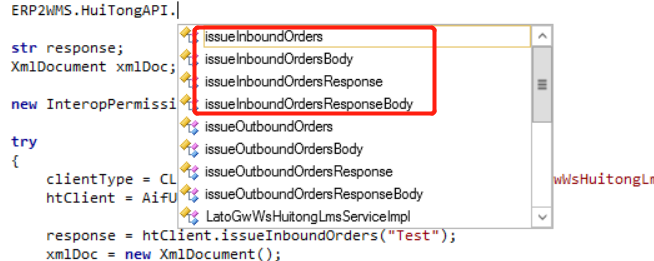 ERP2WMS.HuiTongAPI.
issueInboundOrders
str response;
issueInboundOrdersBody
XmlDocument xmlDoc;
issueInboundOrdersResponse
new InteropPermissi
issueInboundOrdersResponseBody
try
issueOutboundOrders
{
issueOutboundOrdersBody
clientType = CL
issueOutboundOrdersResponse
wWsHuitongLm
htClient = AifU
issueOutboundOrdersResponseBody
LatoGwWsHuitongLmsServiceImpl
response = htClient.issueInboundOrders("Test");
xmlDoc = new XmlDocument();